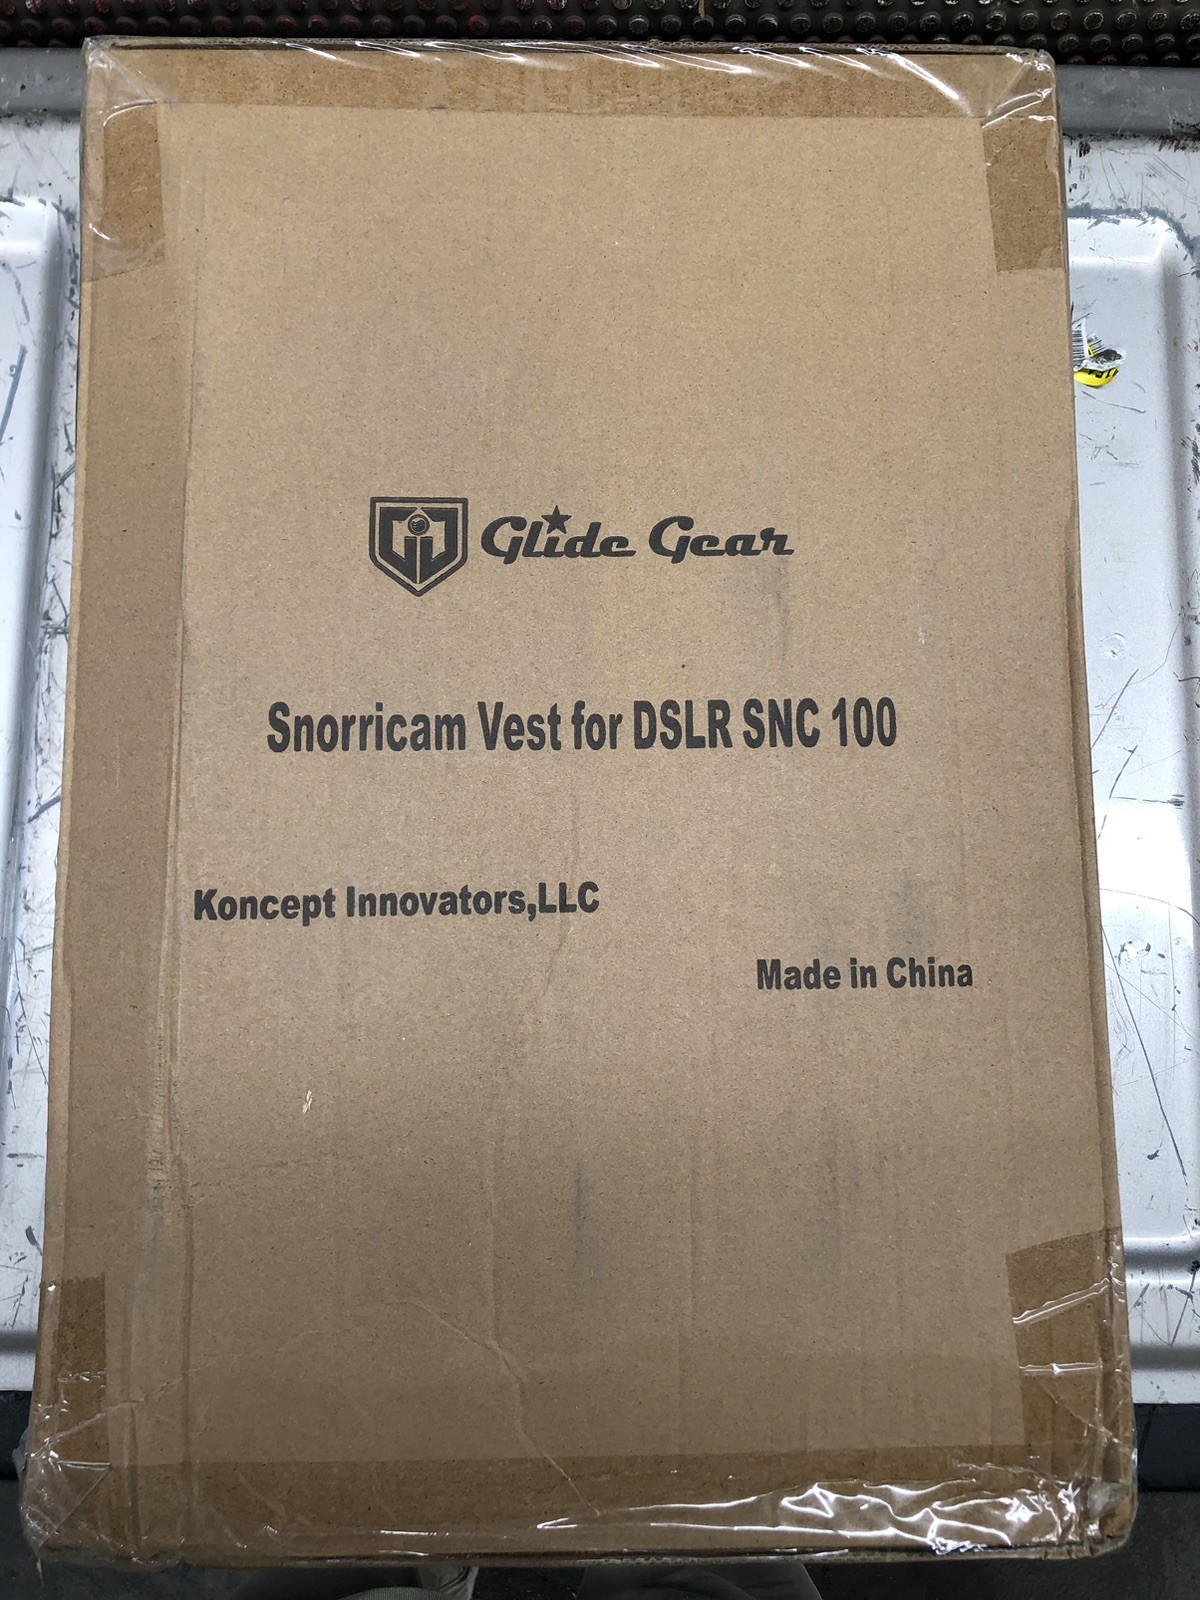 Glide Gear
Snorricam Vest for DSLR SNC 100
Koncept Innovators,LLC
Made in China